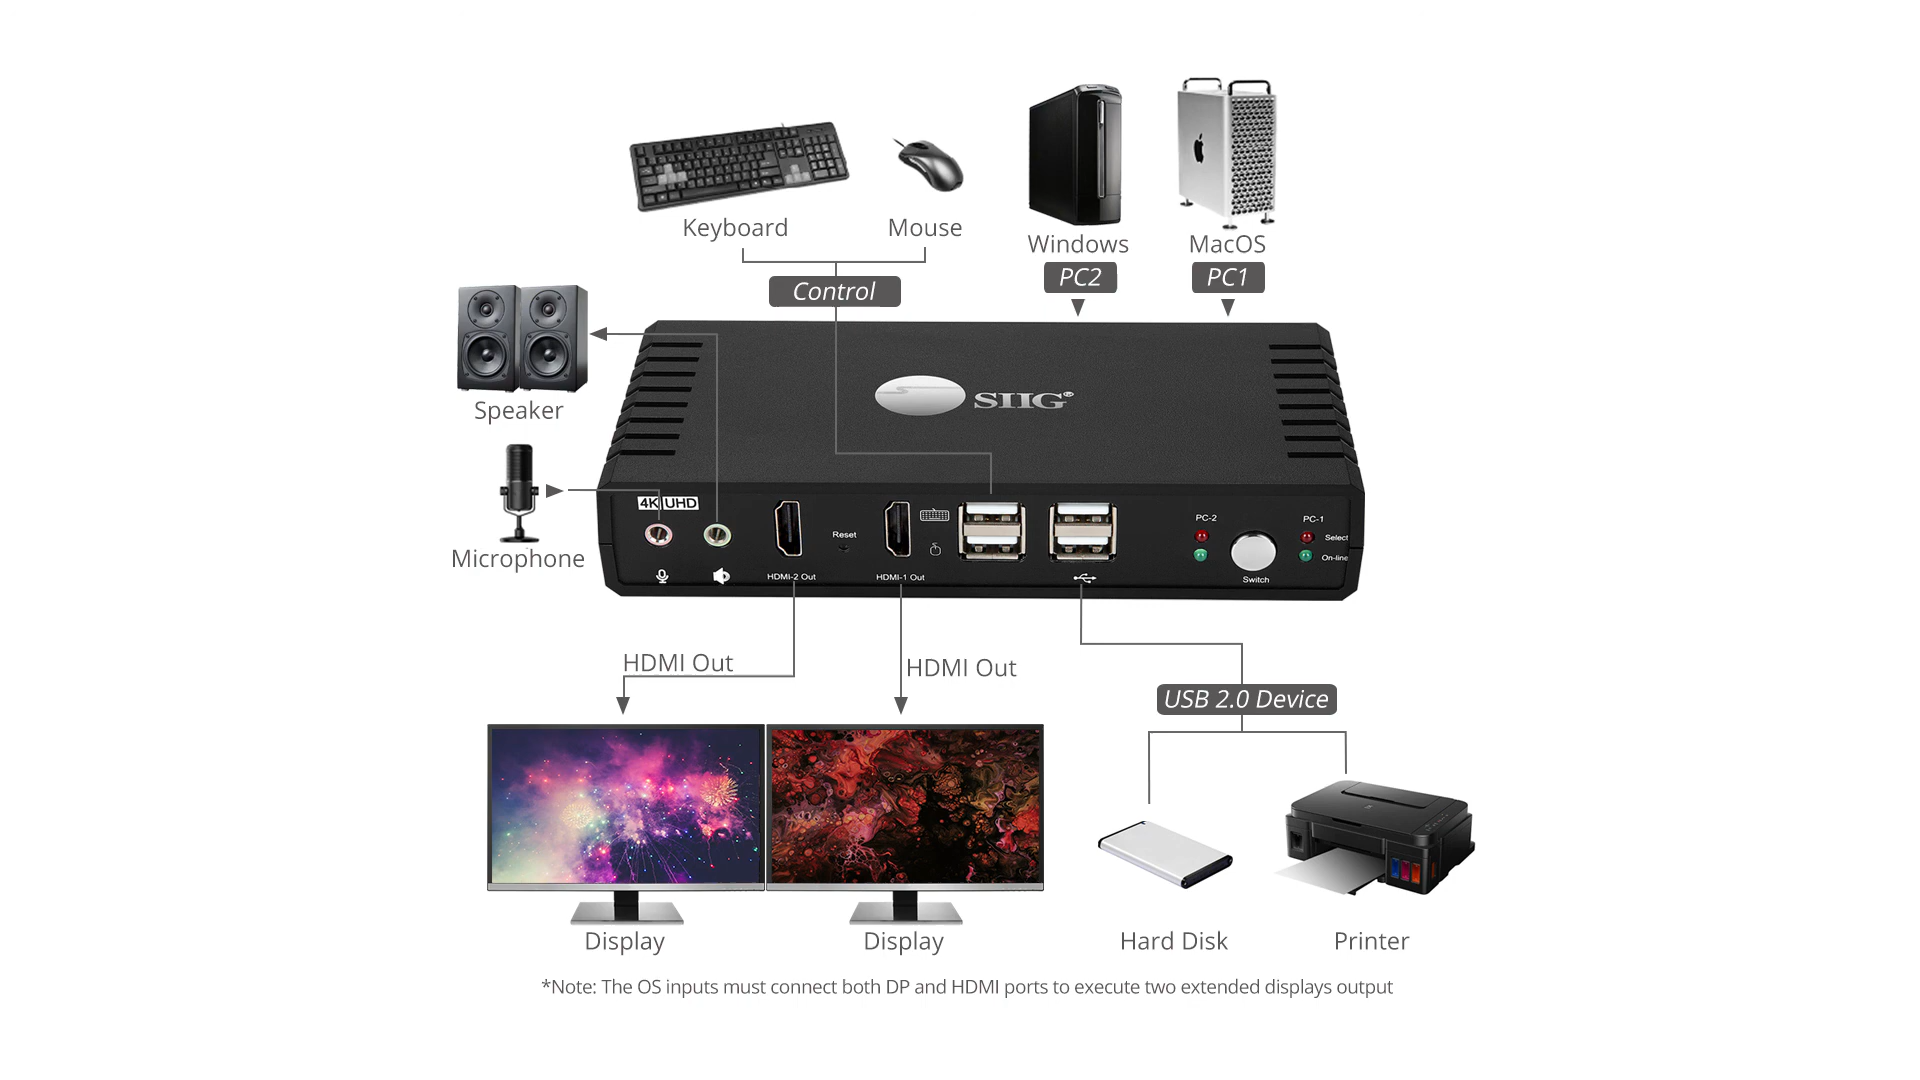 Keyboard
Mouse
Windows
MacOS
PC2
PC1
Control
Speaker
SIIG®
Microphone
4K UHD
Reset
HDMI-2 Out
HDMI-1 Out
PC-2
PC-1
Select
On-line
Switch
HDMI Out
HDMI Out
USB 2.0 Device
Display
Display
Hard Disk
Printer
*Note: The OS inputs must connect both DP and HDMI ports to execute two extended displays output